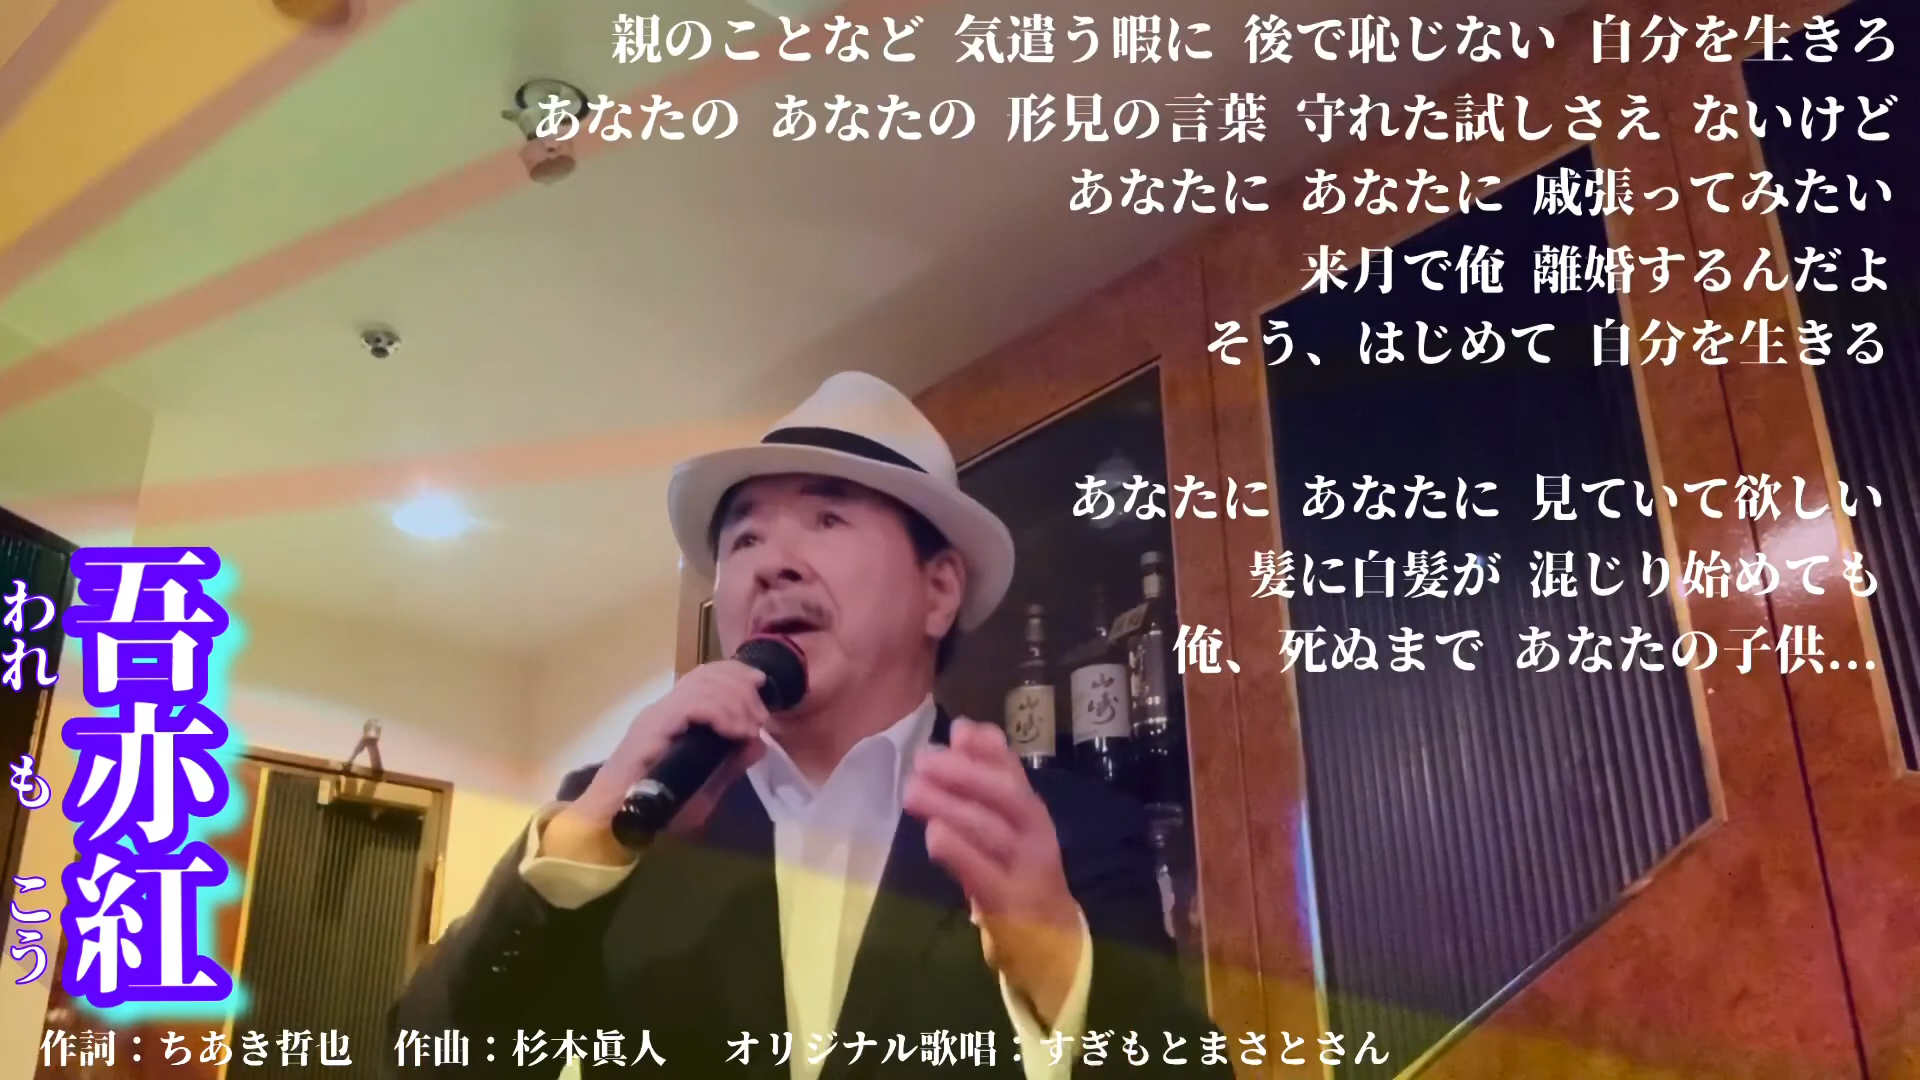 親のことなど 気遣う暇に 後で恥じない 自分を生きろ
あなたの あなたの 形見の言葉 守れた試しさえ ないけど
あなたに あなたに 戚張ってみたい
来月で俺 離婚するんだよ
そう、はじめて 自分を生きる
あなたに あなたに 見ていて欲しい
髪に白髪が 混じり始めても
俺、死ぬまで あなたの子供…
吾亦紅
われ も こう
山崎
山崎
作詞：ちあき哲也 作曲：杉本眞人 オリジナル歌唱：すぎもとまさとさん